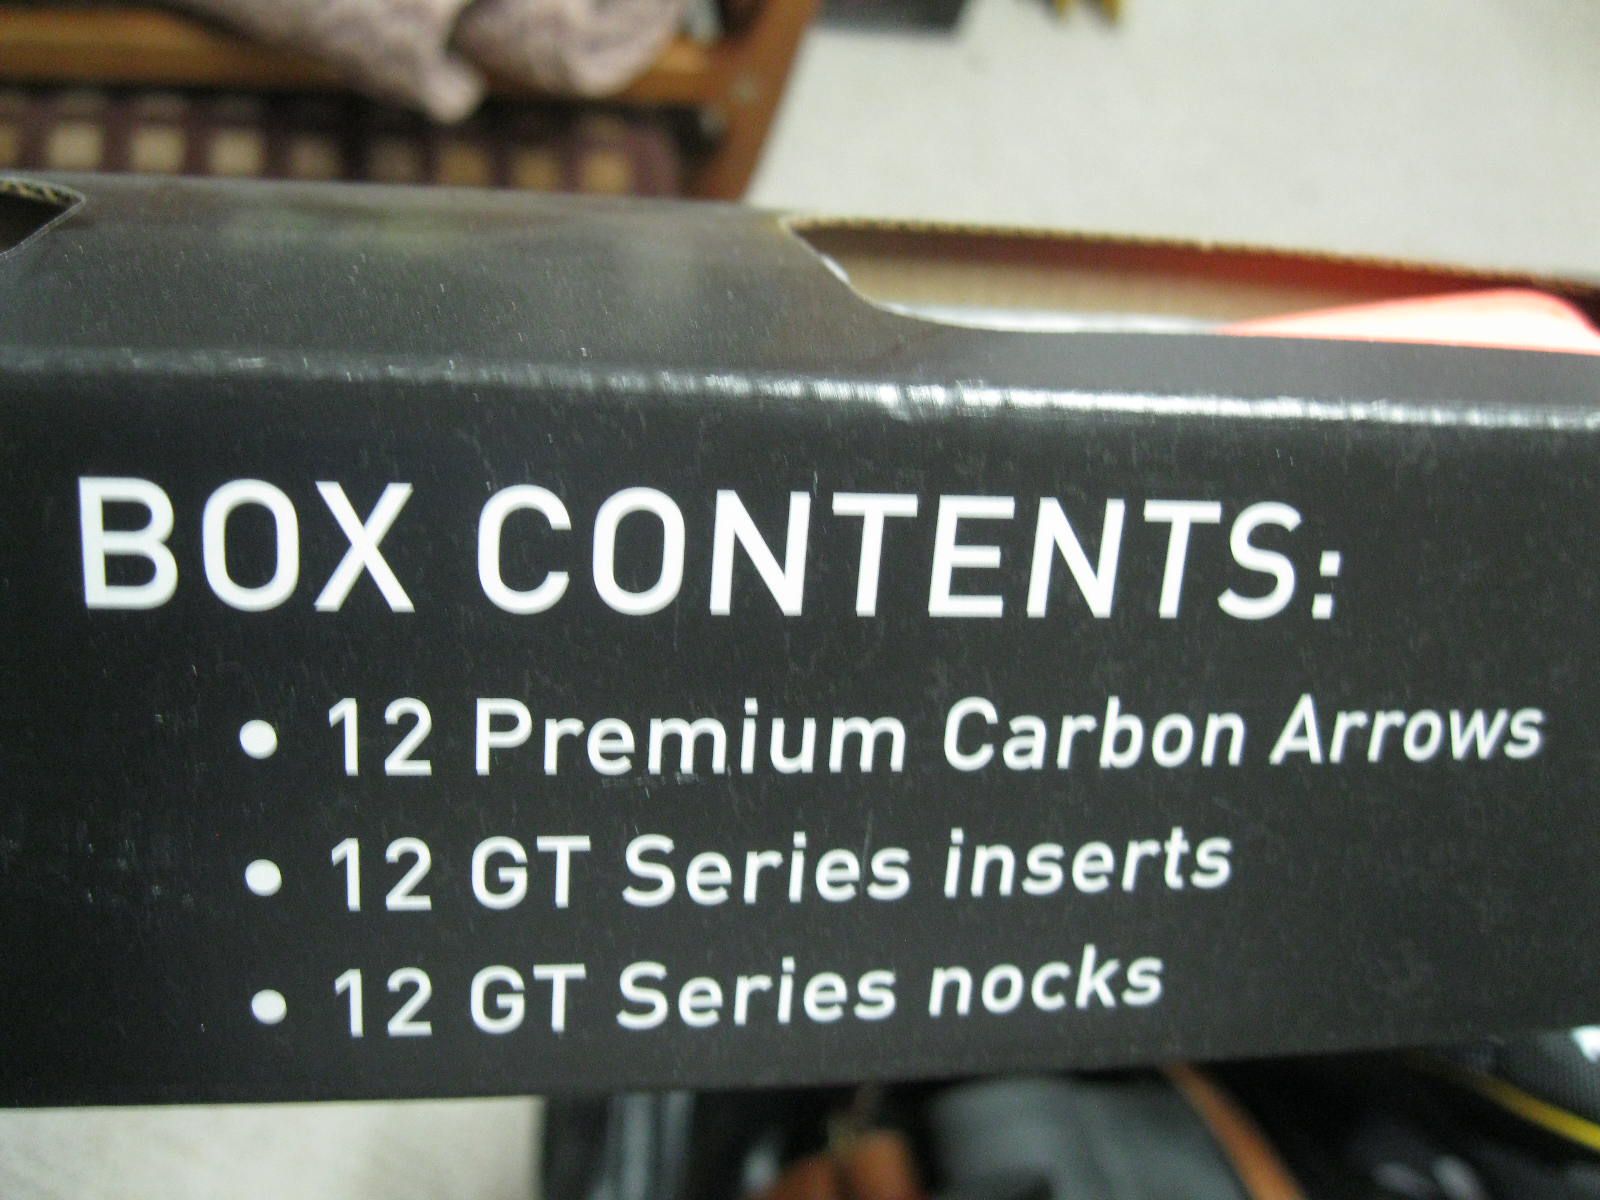 BOX CONTENTS:
• 12 Premium Carbon Arrows
• 12 GT Series inserts
• 12 GT Series nocks